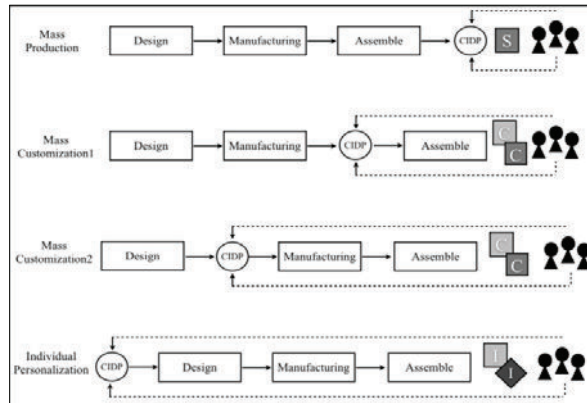 Mass
Production
Design
Manufacturing
Assemble
CIDP
S
Mass
Customization1
Design
Manufacturing
CIDP
Assemble
C
C
Mass
Customization2
Design
CIDP
Manufacturing
Assemble
C
C
Individual
Personalization
CIDP
Design
Manufacturing
Assemble
I
I